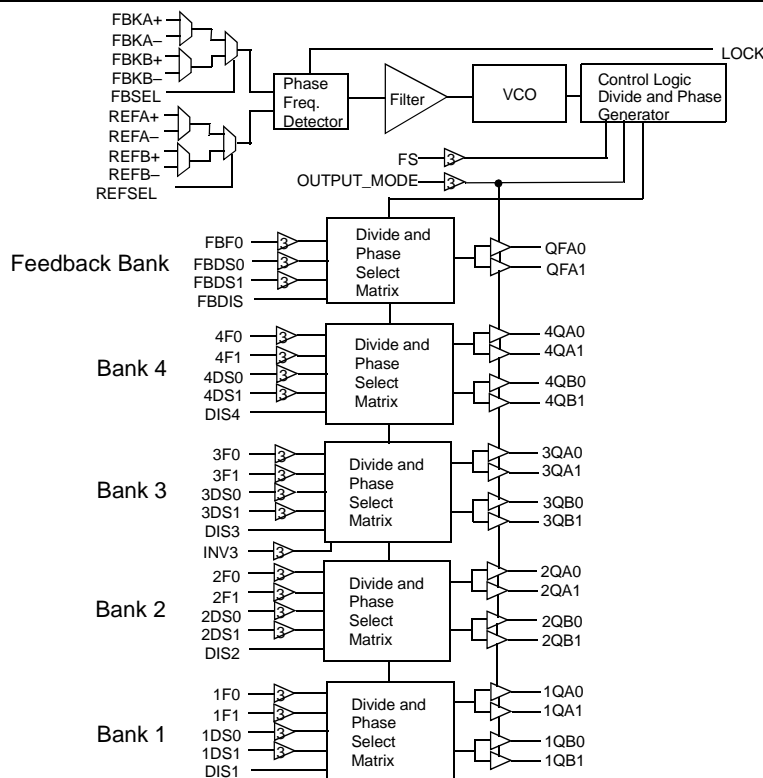 FBKA+
FBKA–
FBKB+
FBKB–
FBSEL
REFA+
REFA–
REFB+
REFB–
REFSEL
Phase
Freq.
Detector
Filter
VCO
Control Logic
Divide and Phase
Generator
LOCK
FS
3
OUTPUT_MODE
3
Feedback Bank
FBF0
3
FBDS0
3
FBDS1
3
FBDIS
Divide and
Phase
Select
Matrix
QFA0
QFA1
Bank 4
4F0
3
4F1
3
4DS0
3
4DS1
3
DIS4
Divide and
Phase
Select
Matrix
4QA0
4QA1
4QB0
4QB1
Bank 3
3F0
3
3F1
3
3DS0
3
3DS1
3
DIS3
INV3
3
Divide and
Phase
Select
Matrix
3QA0
3QA1
3QB0
3QB1
Bank 2
2F0
3
2F1
3
2DS0
3
2DS1
3
DIS2
Divide and
Phase
Select
Matrix
2QA0
2QA1
2QB0
2QB1
Bank 1
1F0
3
1F1
3
1DS0
3
1DS1
3
DIS1
Divide and
Phase
Select
Matrix
1QA0
1QA1
1QB0
1QB1